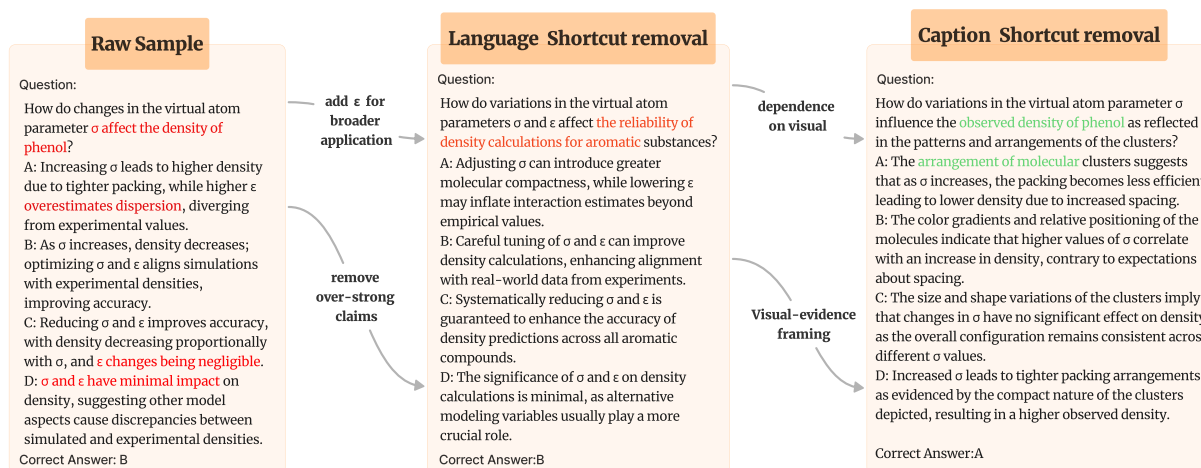 Raw Sample
Question:
How do changes in the virtual atom
parameter σ affect the density of
phenol?
A: Increasing σ leads to higher density
due to tighter packing, while higher ε
overestimates dispersion, diverging
from experimental values.
B: As σ increases, density decreases;
optimizing σ and ε aligns simulations
with experimental densities,
improving accuracy.
C: Reducing σ and ε improves accuracy,
with density decreasing proportionally
with σ, and ε changes being negligible.
D: σ and ε have minimal impact on
density, suggesting other model
aspects cause discrepancies between
simulated and experimental densities.
Correct Answer: B
add ε for
broader
application
remove
over-strong
claims
Language Shortcut removal
Question:
How do variations in the virtual atom
parameters σ and ε affect the reliability of
density calculations for aromatic substances?
A: Adjusting σ can introduce greater
molecular compactness, while lowering ε
may inflate interaction estimates beyond
empirical values.
B: Careful tuning of σ and ε can improve
density calculations, enhancing alignment
with real-world data from experiments.
C: Systematically reducing σ and ε is
guaranteed to enhance the accuracy of
density predictions across all aromatic
compounds.
D: The significance of σ and ε on density
calculations is minimal, as alternative
modeling variables usually play a more
crucial role.
Correct Answer:B
dependence
on visual
Visual-evidence
framing
Caption Shortcut removal
Question:
How do variations in the virtual atom parameter σ
influence the observed density of phenol as reflected
in the patterns and arrangements of the clusters?
A: The arrangement of molecular clusters suggests
that as σ increases, the packing becomes less efficient
leading to lower density due to increased spacing.
B: The color gradients and relative positioning of the
molecules indicate that higher values of σ correlate
with an increase in density, contrary to expectations
about spacing.
C: The size and shape variations of the clusters imply
that changes in σ have no significant effect on density
as the overall configuration remains consistent across
different σ values.
D: Increased σ leads to tighter packing arrangements
as evidenced by the compact nature of the clusters
depicted, resulting in a higher observed density.
Correct Answer:A